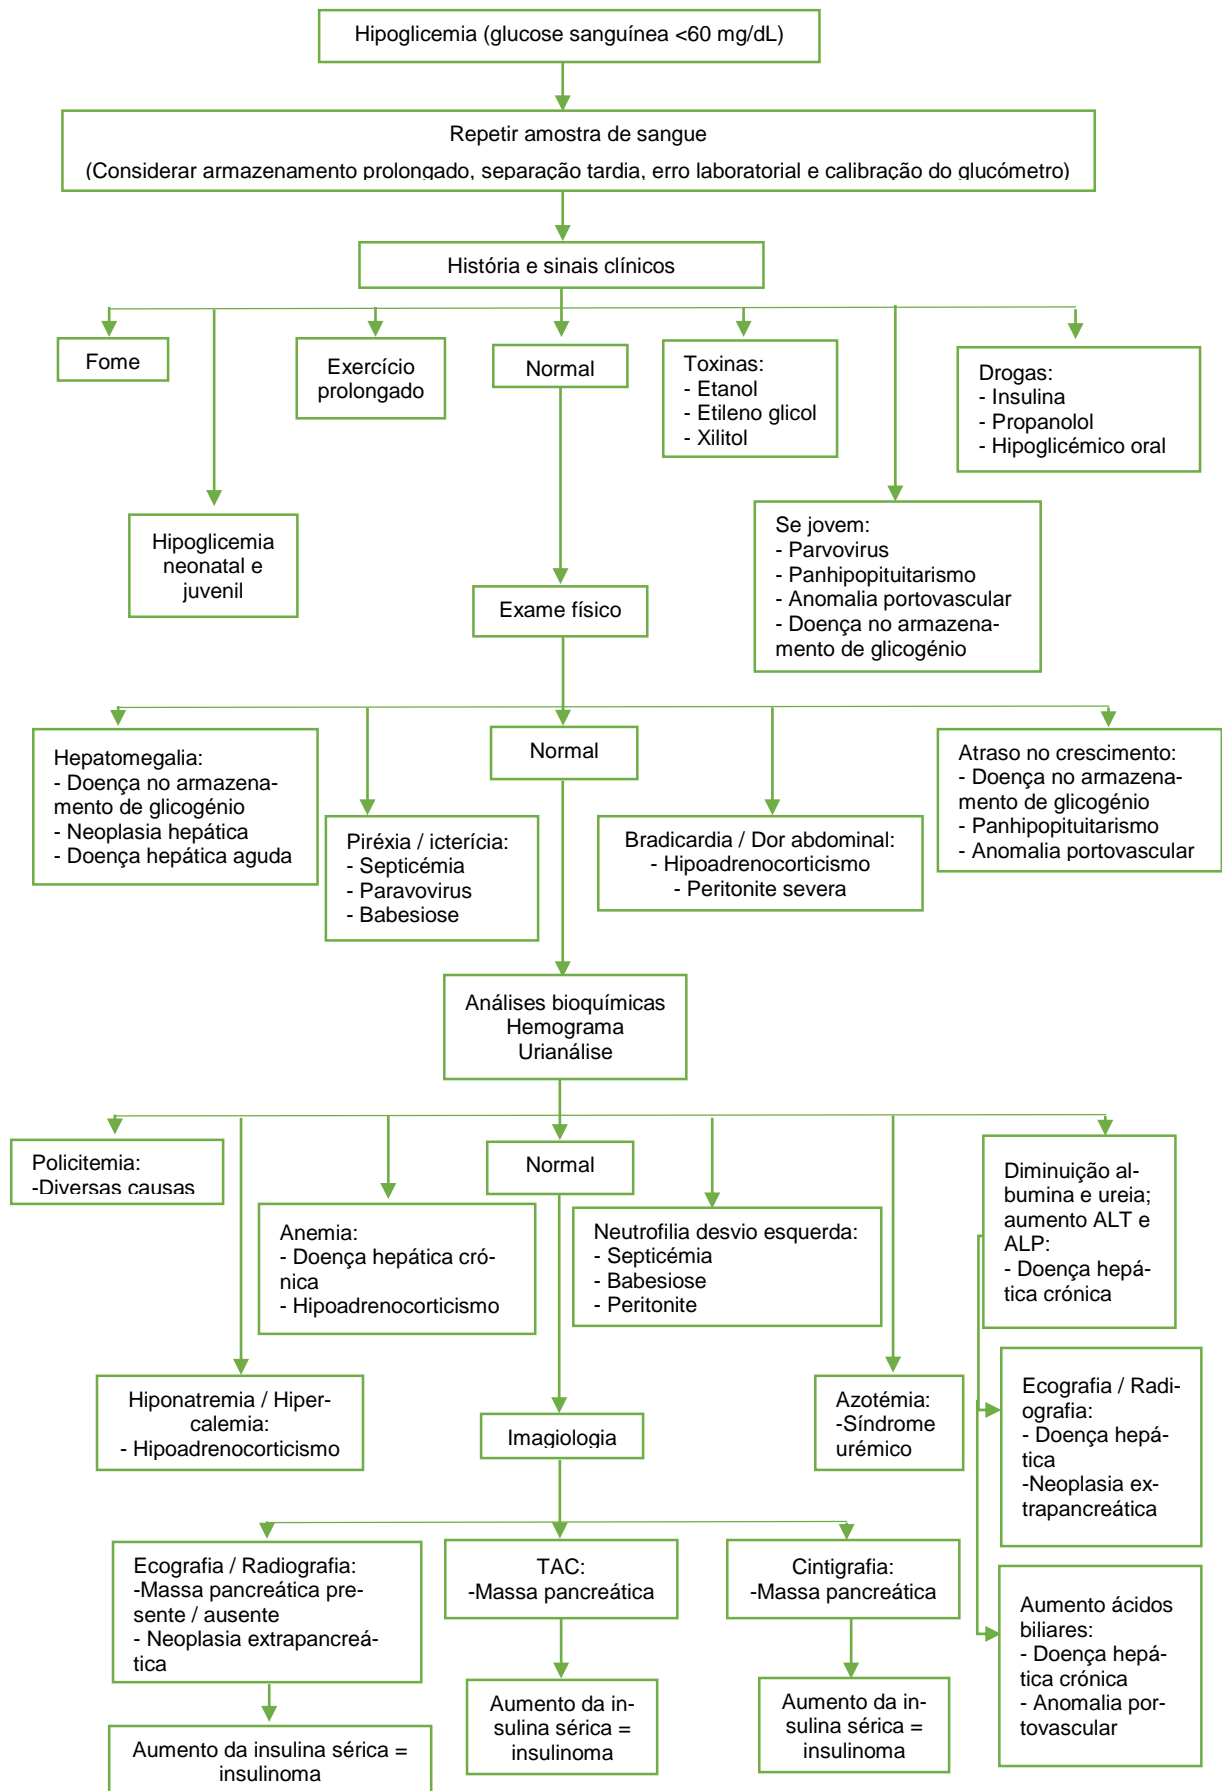 Hipoglicemia (glucose sanguínea <60 mg/dL)
Repetir amostra de sangue
(Considerar armazenamento prolongado, separação tardia, erro laboratorial e calibração do glucómetro)
História e sinais clínicos
Fome
Exercício
prolongado
Normal
Toxinas:
- Etanol
- Etileno glicol
- Xilitol
Drogas:
- Insulina
- Propanolol
- Hipoglicémico oral
Hipoglicemia
neonatal e
juvenil
Se jovem:
- Parvovirus
- Panhipopituitarismo
- Anomalia portovascular
- Doença no armazena-
mento de glicogénio
Exame físico
Hepatomegalia:
- Doença no armazena-
mento de glicogénio
- Neoplasia hepática
- Doença hepática aguda
Piréxia / icterícia:
- Septicémia
- Paravovirus
- Babesiose
Normal
Bradicardia / Dor abdominal:
- Hipoadrenocorticismo
- Peritonite severa
Atraso no crescimento:
- Doença no armazena-
mento de glicogénio
- Panhipopituitarismo
- Anomalia portovascular
Análises bioquímicas
Hemograma
Urianálise
Policitemia:
-Diversas causas
Anemia:
- Doença hepática cró-
nica
- Hipoadrenocorticismo
Normal
Neutrofilia desvio esquerda:
- Septicémia
- Babesiose
- Peritonite
Diminuição al-
bumina e ureia;
aumento ALT e
ALP:
- Doença hepá-
tica crónica
Hiponatremia / Hiper-
calemia:
- Hipoadrenocorticismo
Imagiologia
Azotémia:
-Síndrome
urémico
Ecografia / Radi-
ografia:
- Doença hepá-
tica
-Neoplasia ex-
trapancreática
Ecografia / Radiografia:
-Massa pancreática pre-
sente / ausente
- Neoplasia extrapancreá-
tica
TAC:
-Massa pancreática
Cintigrafia:
-Massa pancreática
Aumento ácidos
biliares:
- Doença hepá-
tica crónica
- Anomalia por-
tovascular
Aumento da insulina sérica =
insulinoma
Aumento da in-
sulina sérica =
insulinoma
Aumento da in-
sulina sérica =
insulinoma